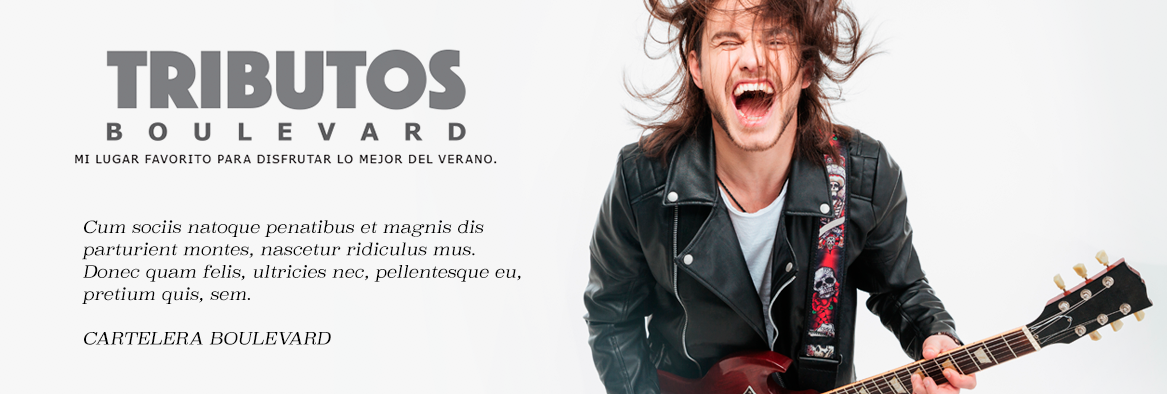 TRIBUTOS
BOULEVARD
MI LUGAR FAVORITO PARA DISFRUTAR LO MEJOR DEL VERANO.
Cum sociis natoque penatibus et magnis dis
parturient montes, nascetur ridiculus mus.
Donec quam felis, ultricies nec, pellentesque eu,
pretium quis, sem.
CARTELERA BOULEVARD